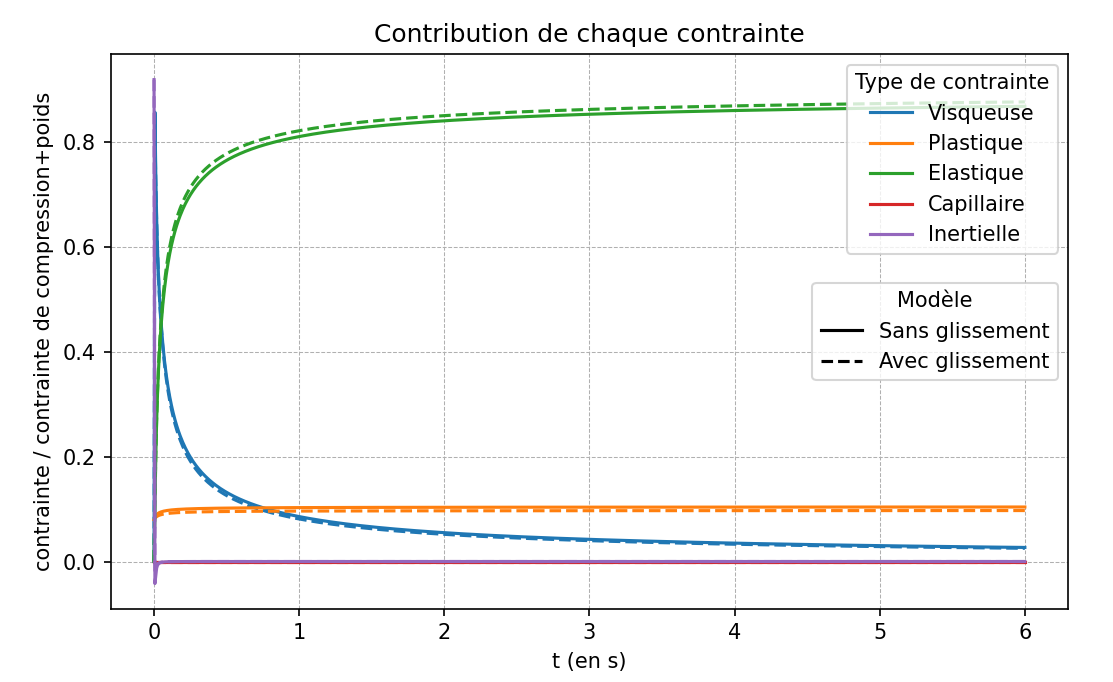 Contribution de chaque contrainte
contrainte / contrainte de compression+poids
0.8
0.6
0.4
0.2
0.0
Type de contrainte
Visqueuse
Plastique
Elastique
Capillaire
Inertielle
Modèle
Sans glissement
Avec glissement
0 1 2 3 4 5 6
t (en s)